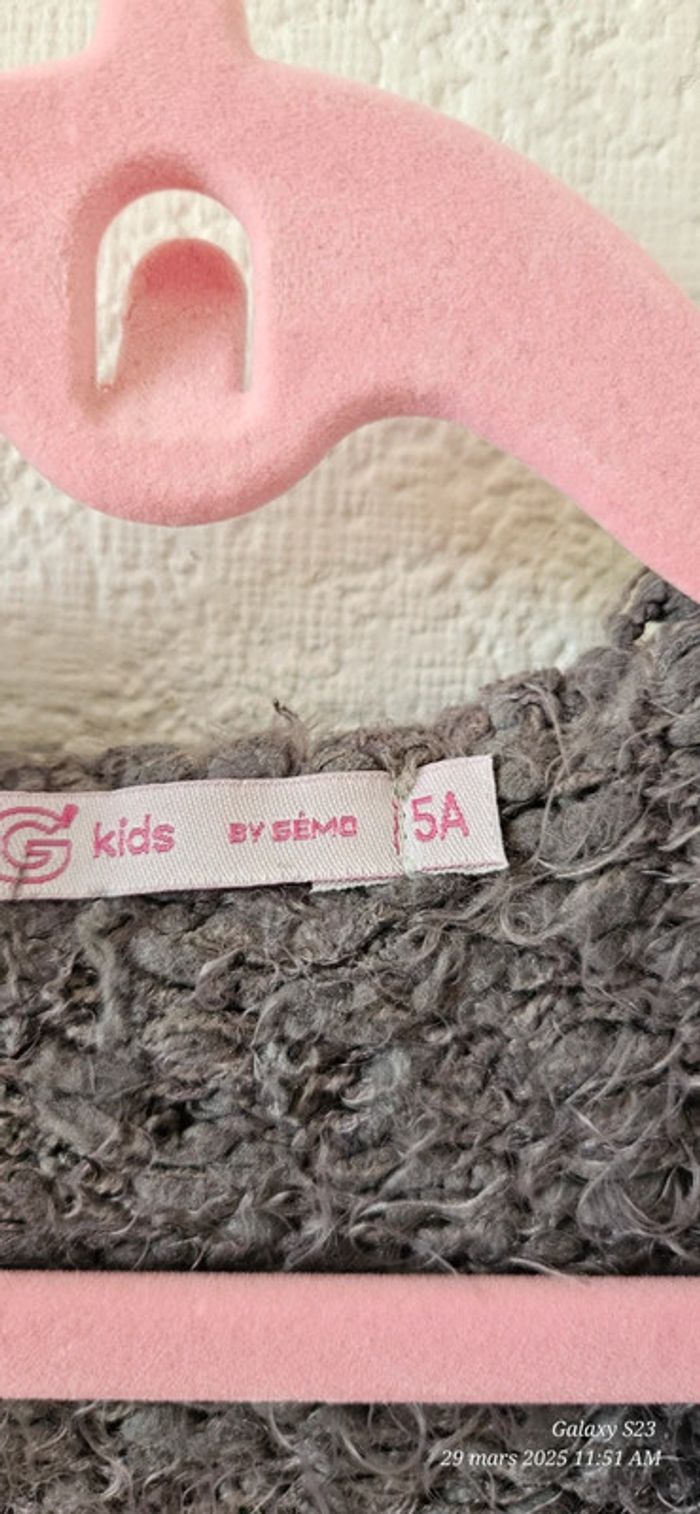 G kids BY GÉMO 5A
Galaxy S23
29 mars 2025 11:51 AM